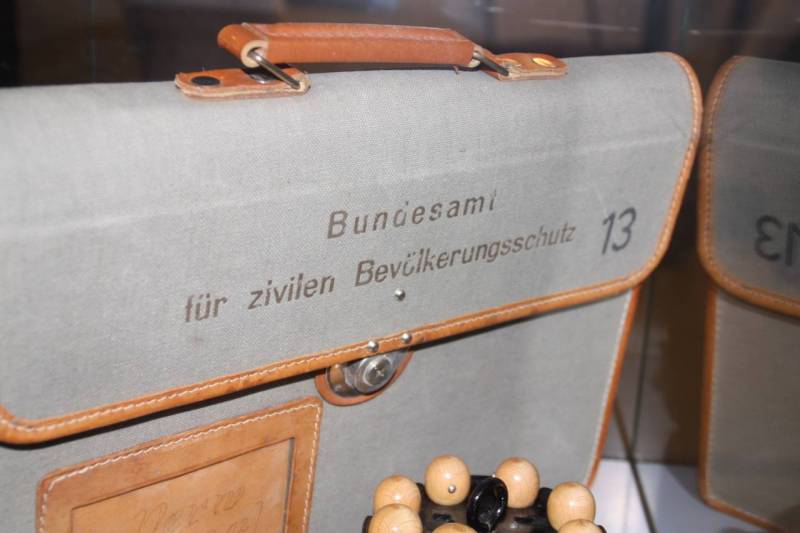 Bundesamt
für zivilen Bevölkerungsschutz 13